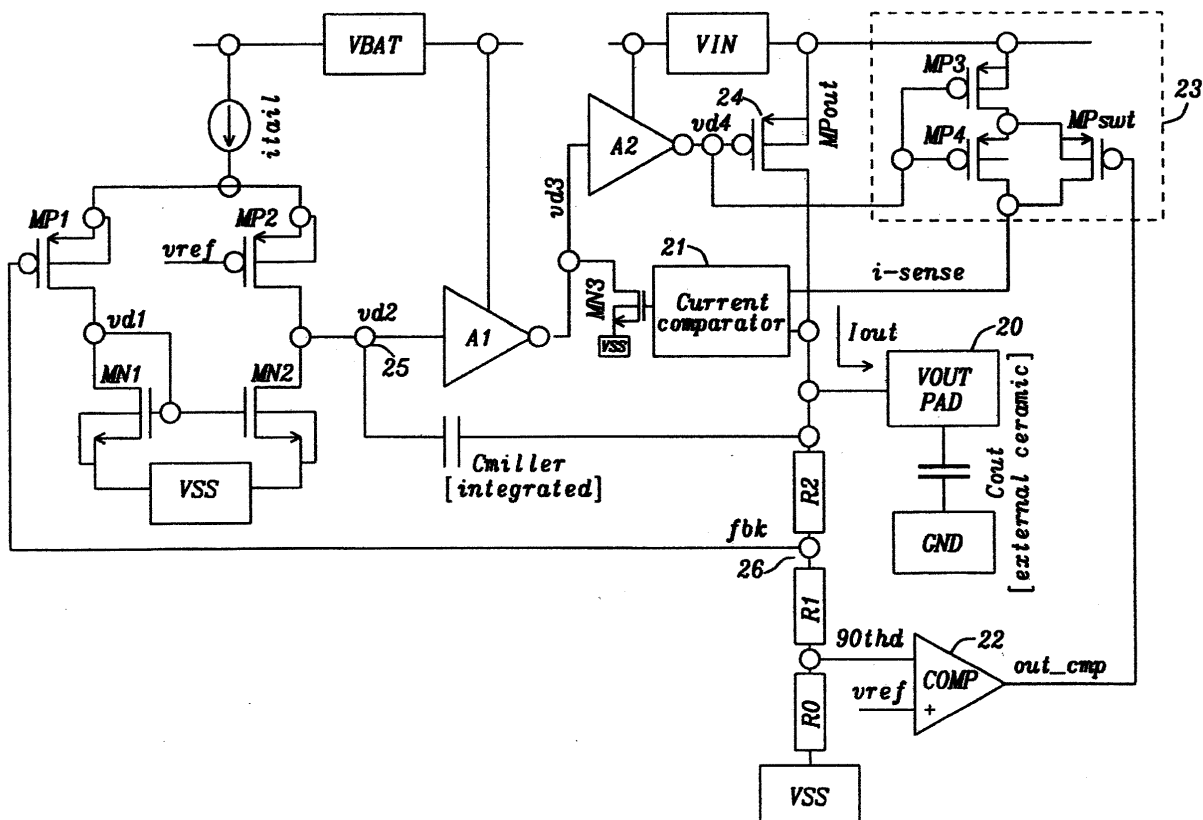 VBAT
VIN
MP3
23
24
MPout
MPswt
itail
A2
vd4
MP4
vd3
MP1
MP2
vref
21
i-sense
MN3
Current
comparator
vd1
vd2
A1
VSS
Iout
20
25
VOUT
PAD
MN1
MN2
Cmiller
[integrated]
R2
Cout
[external ceramic]
VSS
fbk
GND
26
R1
90thd
22
COMP
out_cmp
vref
+
R0
VSS